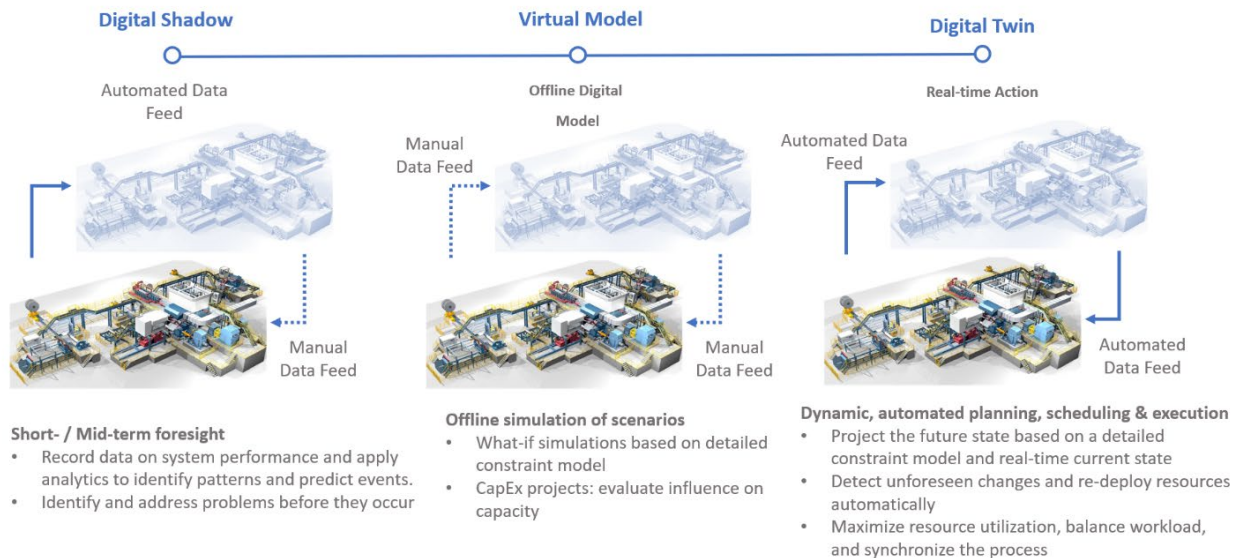 Digital Shadow
Virtual Model
Digital Twin
Automated Data
Feed
Manual
Data Feed
Short- / Mid-term foresight
• Record data on system performance and apply
analytics to identify patterns and predict events.
• Identify and address problems before they occur
Offline Digital
Model
Manual
Data Feed
Manual
Data Feed
Offline simulation of scenarios
• What-if simulations based on detailed
constraint model
• CapEx projects: evaluate influence on
capacity
Real-time Action
Automated Data
Feed
Automated
Data Feed
Dynamic, automated planning, scheduling & execution
• Project the future state based on a detailed
constraint model and real-time current state
• Detect unforeseen changes and re-deploy resources
automatically
• Maximize resource utilization, balance workload,
and synchronize the process